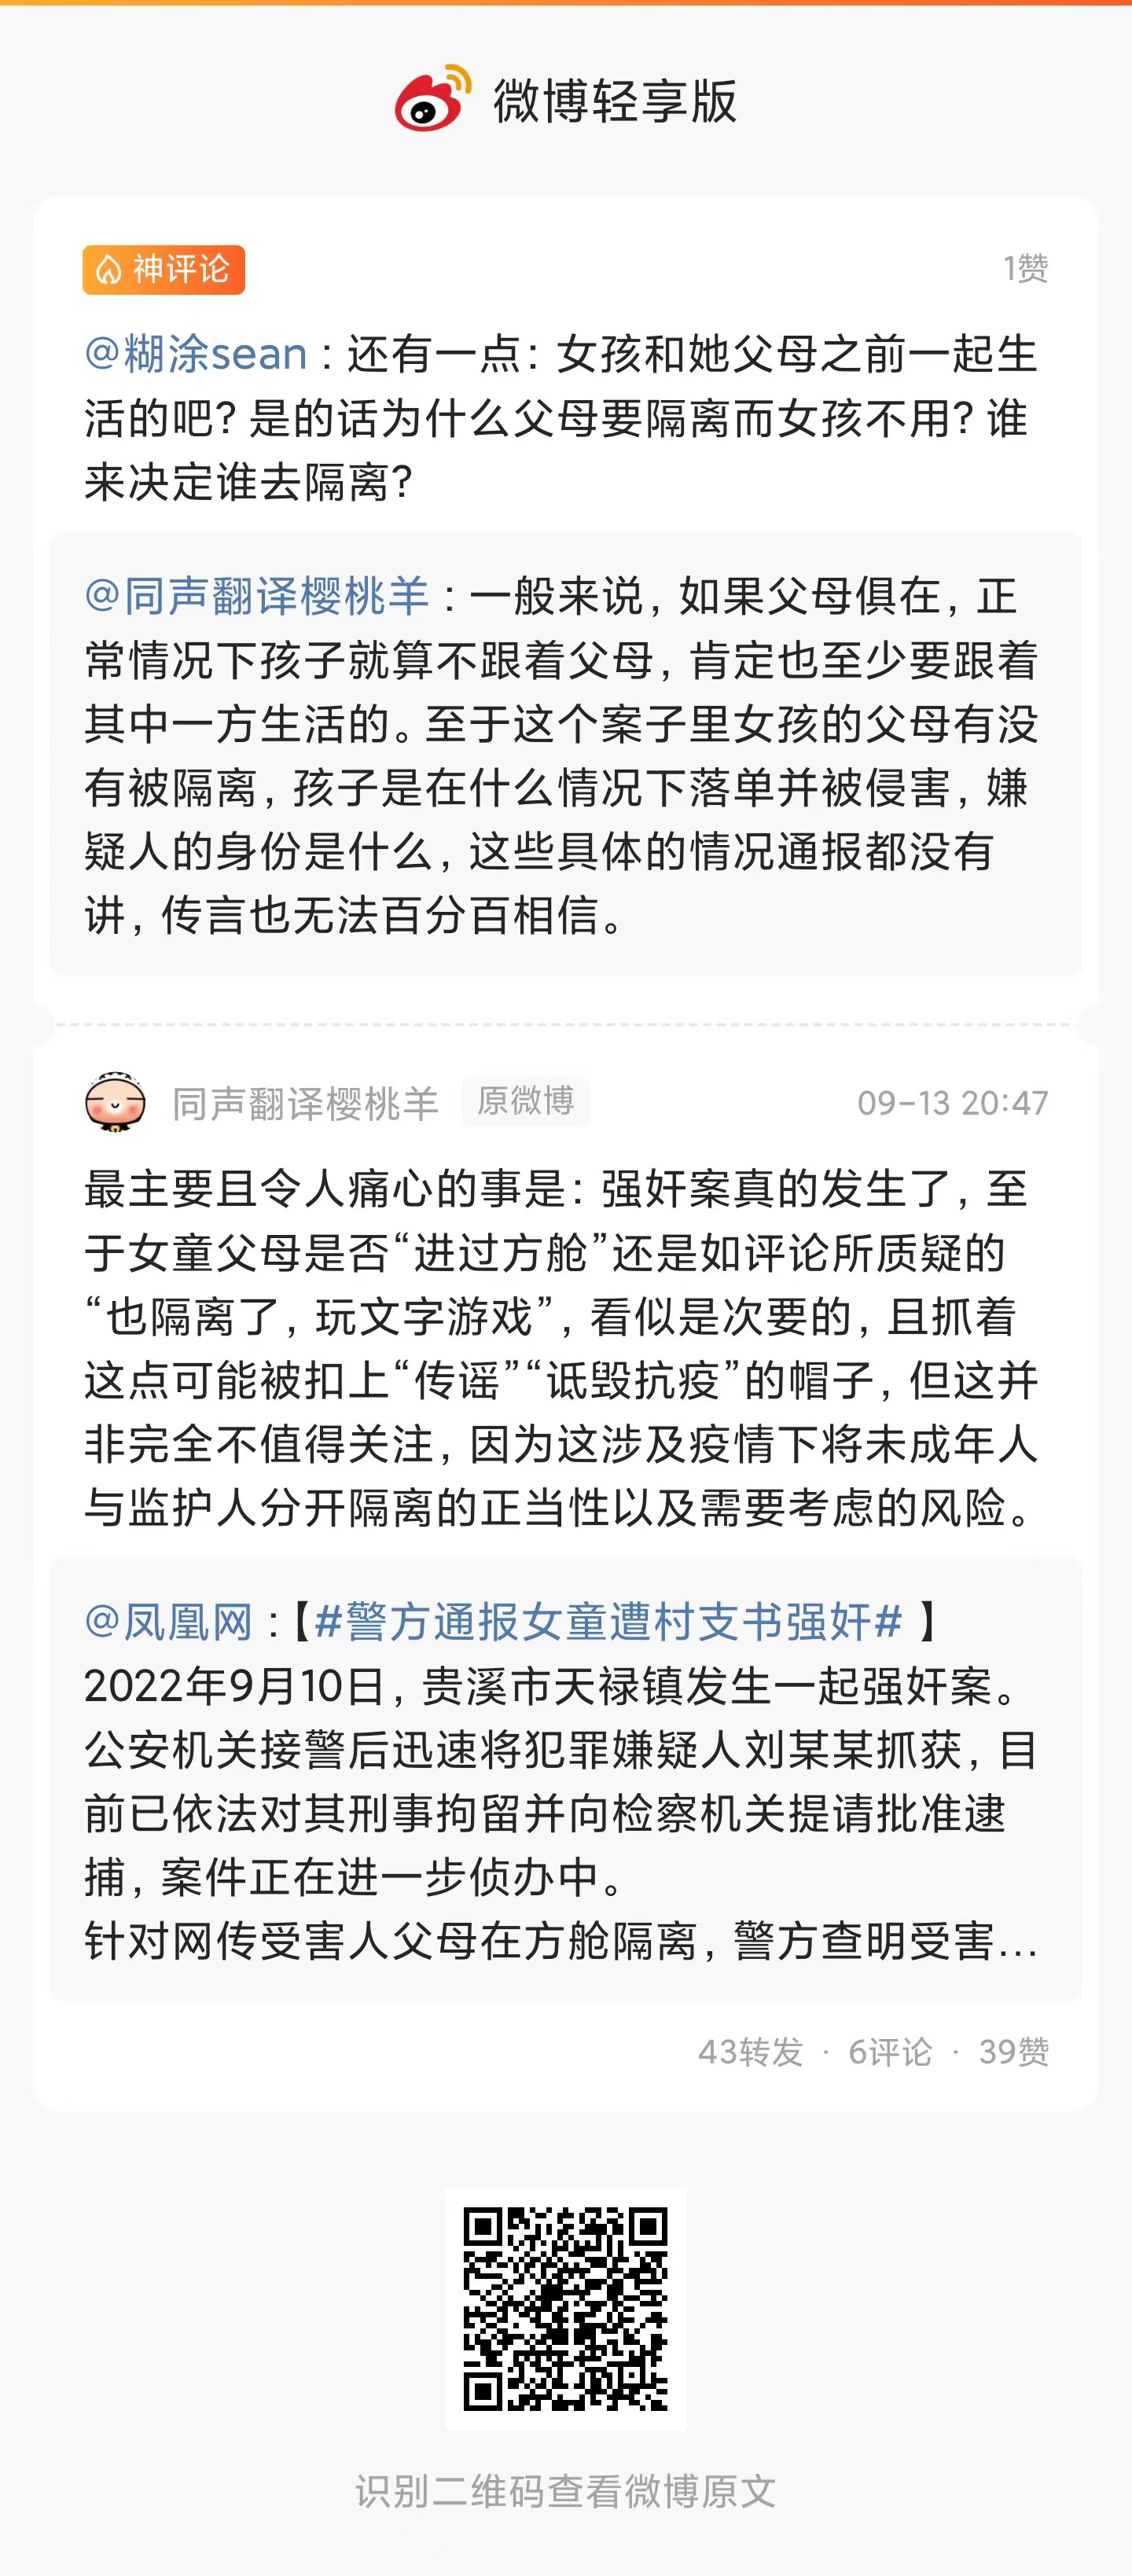 微博轻享版
神评论
1赞
@糊涂sean：还有一点：女孩和她父母之前一起生
活的吧？是的话为什么父母要隔离而女孩不用？谁
来决定谁去隔离？
@同声翻译樱桃羊：一般来说，如果父母俱在，正
常情况下孩子就算不跟着父母，肯定也至少要跟着
其中一方生活的。至于这个案子里女孩的父母有没
有被隔离，孩子是在什么情况下落单并被侵害，嫌
疑人的身份是什么，这些具体的情况通报都没有
讲，传言也无法百分百相信。
同声翻译樱桃羊 原微博 09-13 20:47
最主要且令人痛心的事是：强奸案真的发生了，至
于女童父母是否“进过方舱”还是如评论所质疑的
“也隔离了，玩文字游戏”，看似是次要的，且抓着
这点可能被扣上“传谣”“诋毁抗疫”的帽子，但这并
非完全不值得关注，因为这涉及疫情下将未成年人
与监护人分开隔离的正当性以及需要考虑的风险。
@凤凰网：【#警方通报女童遭村支书强奸# 】
2022年9月10日，贵溪市天禄镇发生一起强奸案。
公安机关接警后迅速将犯罪嫌疑人刘某某抓获，目
前已依法对其刑事拘留并向检察机关提请批准逮
捕，案件正在进一步侦办中。
针对网传受害人父母在方舱隔离，警方查明受害...
43转发 · 6评论 · 39赞
识别二维码查看微博原文